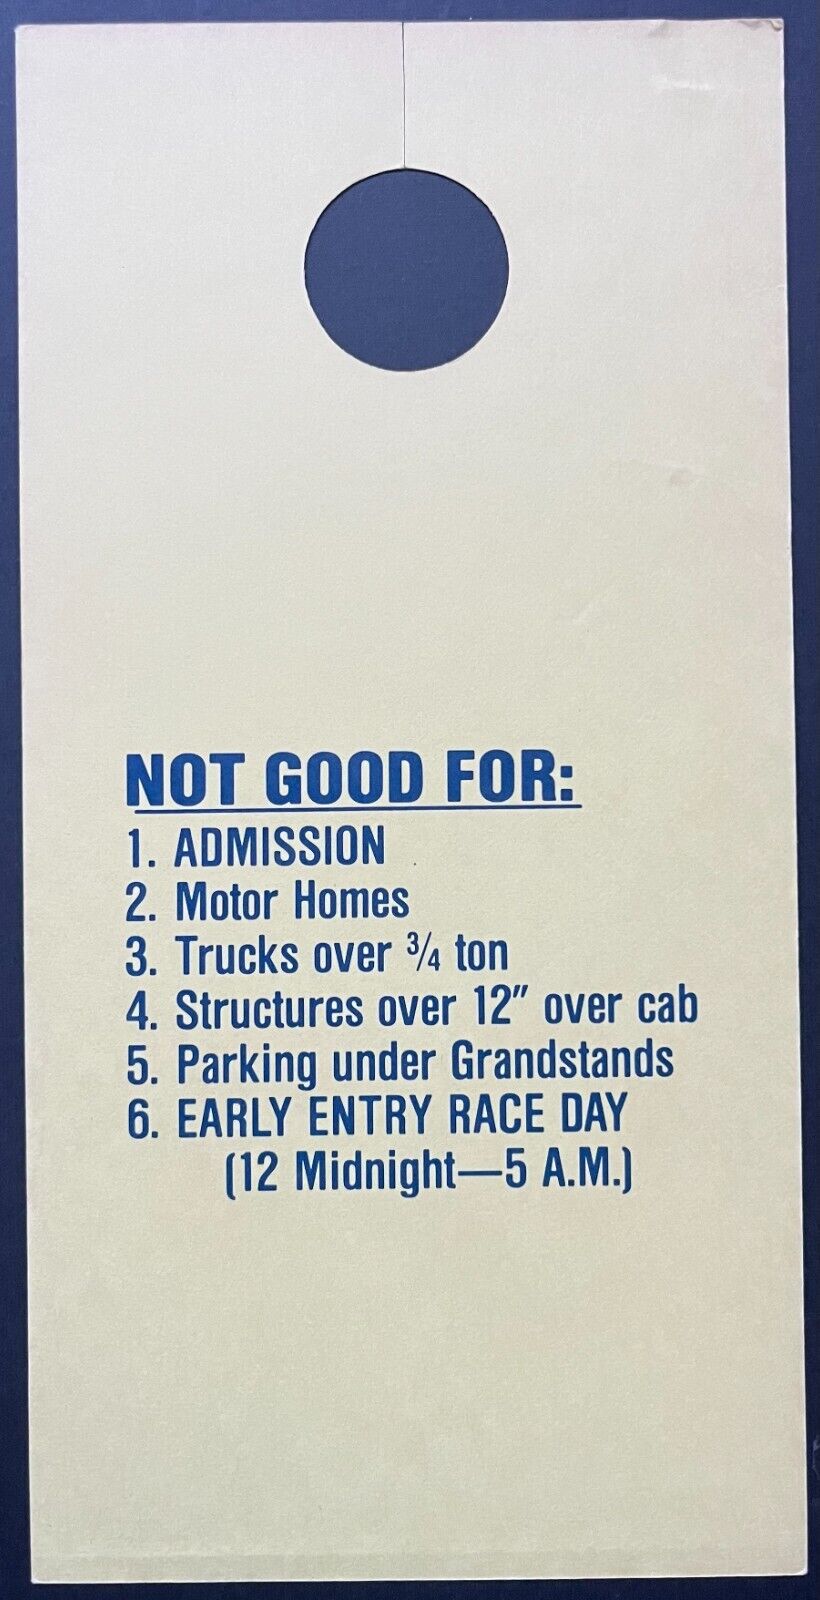 NOT GOOD FOR:
1. ADMISSION
2. Motor Homes
3. Trucks over ¾ ton
4. Structures over 12″ over cab
5. Parking under Grandstands
6. EARLY ENTRY RACE DAY
(12 Midnight—5 A.M.)